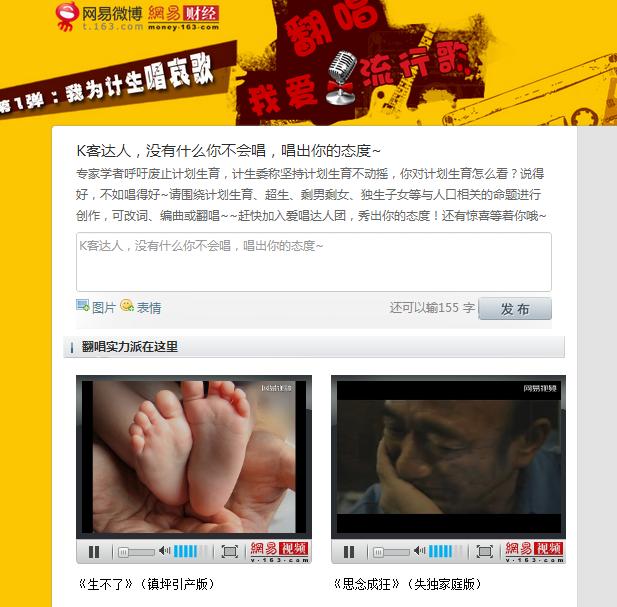 网易微博 網易 财经
t.163.com money·163·com
翻唱
我爱 流行歌
第1弹：我为计生唱哀歌
K客达人，没有什么你不会唱，唱出你的态度~
专家学者呼吁废止计划生育，计生委称坚持计划生育不动摇，你对计划生育怎么看？说得
好，不如唱得好~请围绕计划生育、超生、剩男剩女、独生子女等与人口相关的命题进行
创作，可改词、编曲或翻唱~~赶快加入爱唱达人团，秀出你的态度！还有惊喜等着你哦~
K客达人，没有什么你不会唱，唱出你的态度~
图片 表情 还可以输155 字 发布
翻唱实力派在这里
网易视频 网易视频
網易 视频 網易 视频
v·163·com v·163·com
《生不了》（镇坪引产版） 《思念成狂》（失独家庭版）